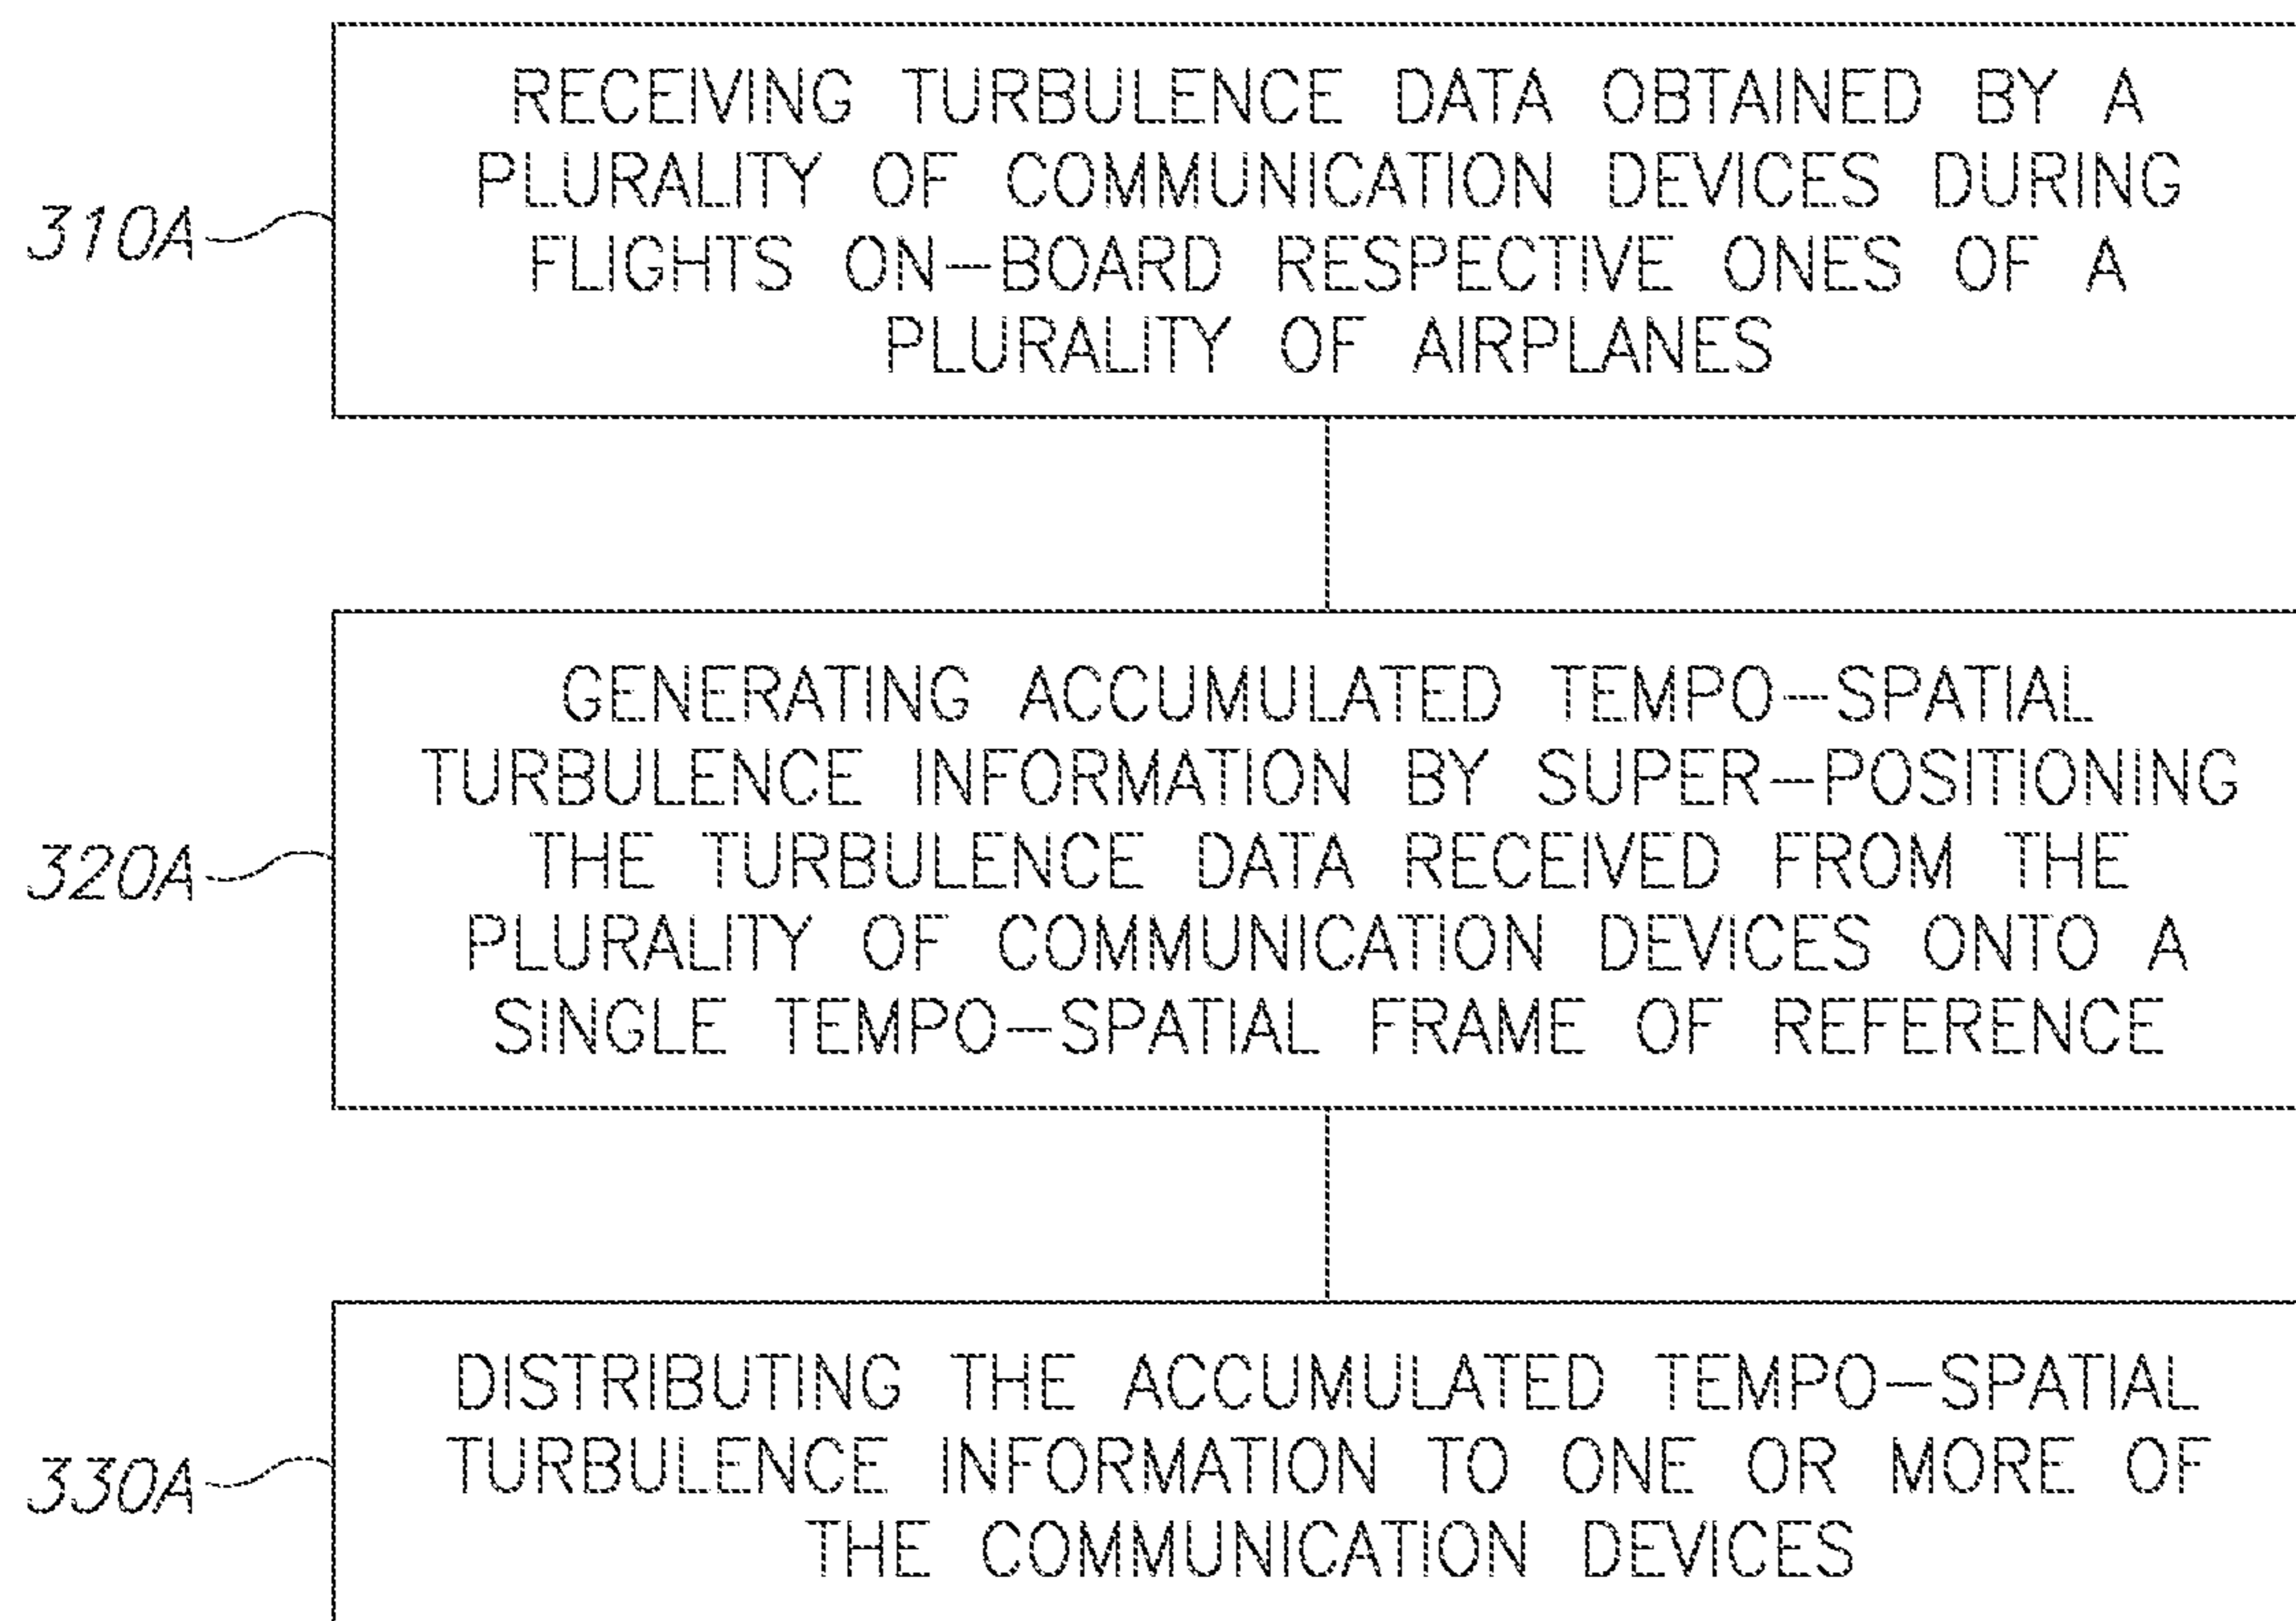 RECEIVING TURBULENCE DATA OBTAINED BY A
PLURALITY OF COMMUNICATION DEVICES DURING
310A
FLIGHTS ON-BOARD RESPECTIVE ONES OF A
PLURALITY OF AIRPLANES
GENERATING ACCUMULATED TEMPO-SPATIAL
TURBULENCE INFORMATION BY SUPER-POSITIONING
320A
THE TURBULENCE DATA RECEIVED FROM THE
PLURALITY OF COMMUNICATION DEVICES ONTO A
SINGLE TEMPO-SPATIAL FRAME OF REFERENCE
DISTRIBUTING THE ACCUMULATED TEMPO-SPATIAL
330A
TURBULENCE INFORMATION TO ONE OR MORE OF
THE COMMUNICATION DEVICES